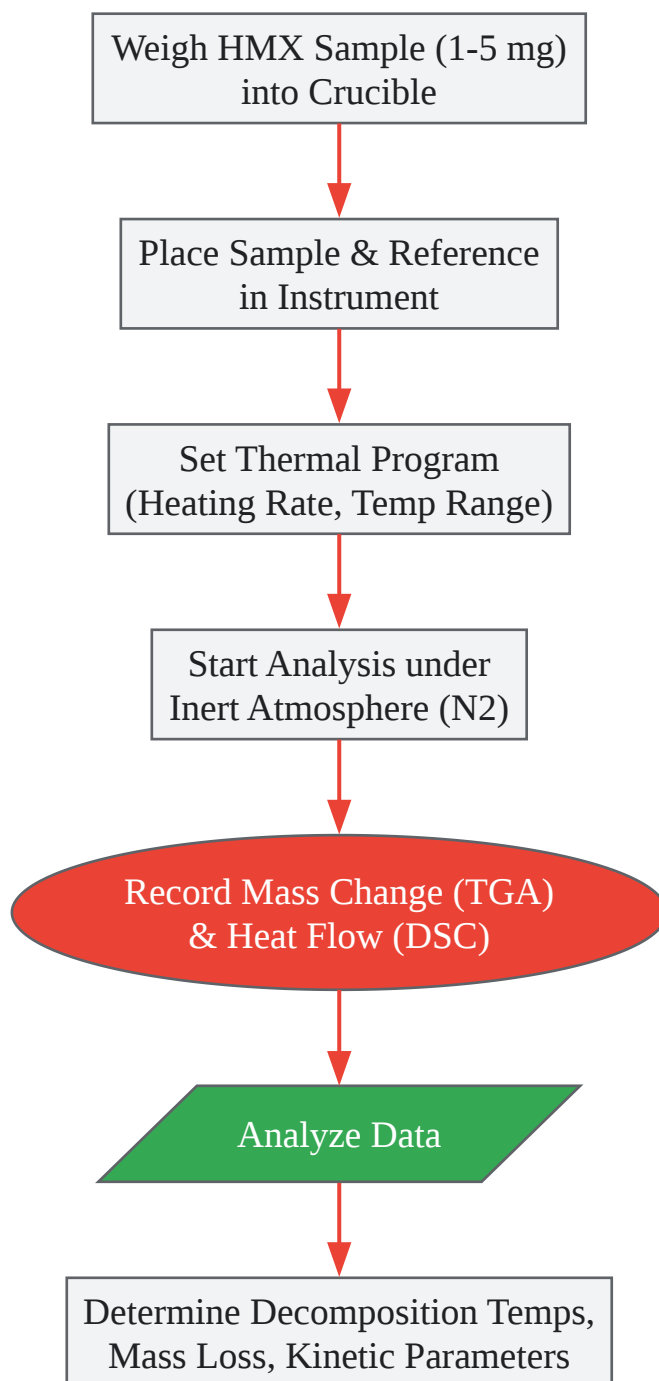 Weigh HMX Sample (1-5 mg)
into Crucible
Place Sample & Reference
in Instrument
Set Thermal Program
(Heating Rate, Temp Range)
Start Analysis under
Inert Atmosphere (N2)
Record Mass Change (TGA)
& Heat Flow (DSC)
Analyze Data
Determine Decomposition Temps,
Mass Loss, Kinetic Parameters